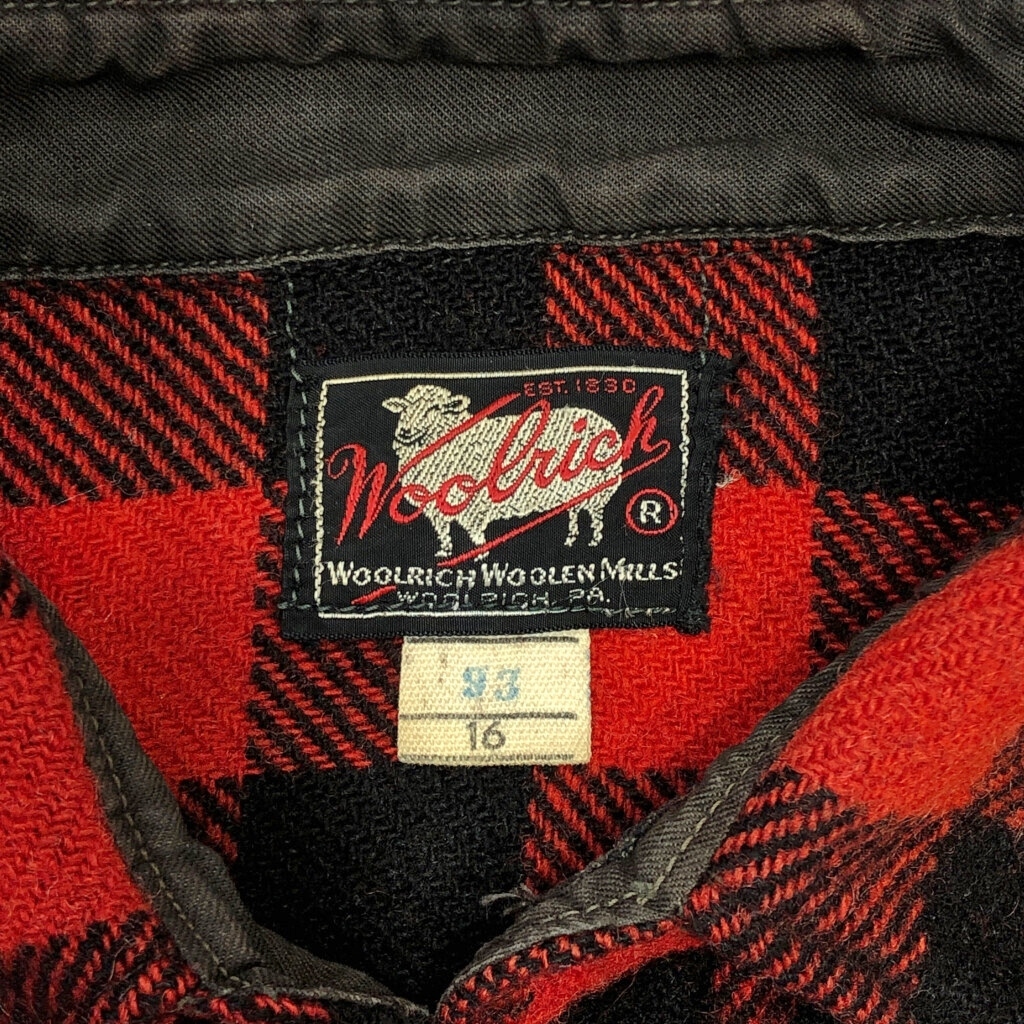 EST. 1830
Woolrich
®
WOOLRICH WOOLEN MILLS
WOOLRICH, PA.
93
16